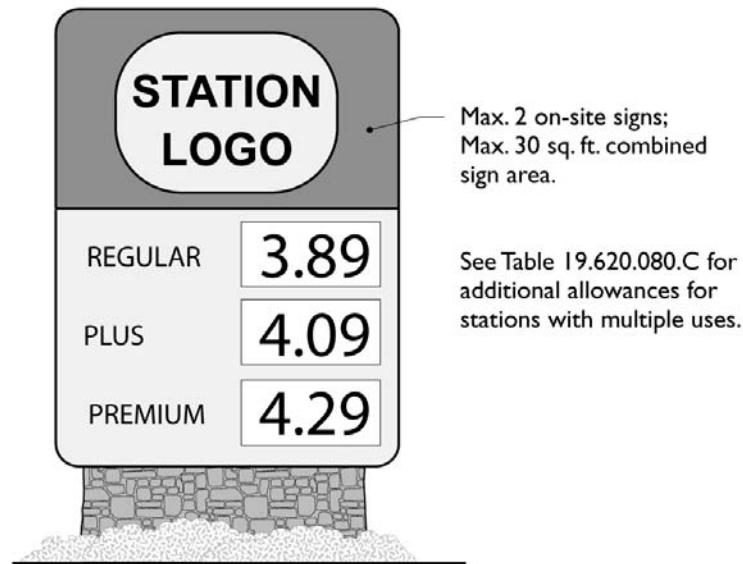 STATION
LOGO
Max. 2 on-site signs;
Max. 30 sq. ft. combined
sign area.
REGULAR 3.89
See Table 19.620.080.C for
additional allowances for
stations with multiple uses.
PLUS 4.09
PREMIUM 4.29